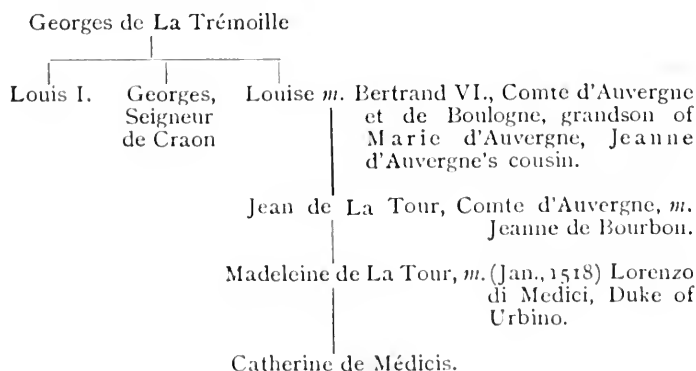 Georges de La Trémoille
Louis I. Georges, Louise m. Bertrand VI., Comte d'Auvergne
Seigneur et de Boulogne, grandson of
de Craon Marie d'Auvergne, Jeanne
d'Auvergne's cousin.
Jean de La Tour, Comte d'Auvergne, m.
Jeanne de Bourbon.
Madeleine de La Tour, m. (Jan., 1518) Lorenzo
di Medici, Duke of
Urbino.
Catherine de Médicis.